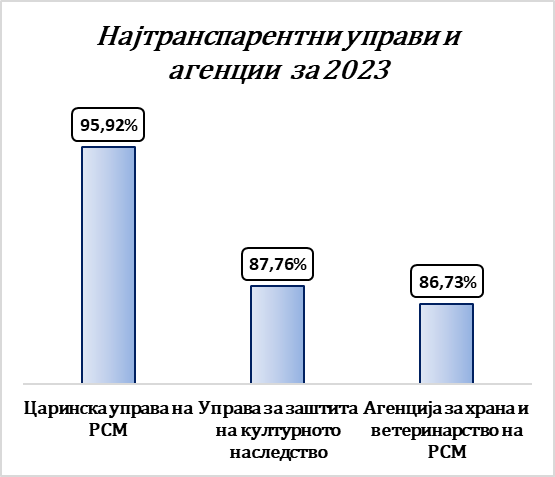 Најтранспарентни управи и
агенции за 2023
95,92%
87,76%
86,73%
Царинска управа на
РСМ
Управа за заштита
на културното
наследство
Агенција за храна и
ветеринарство на
РСМ